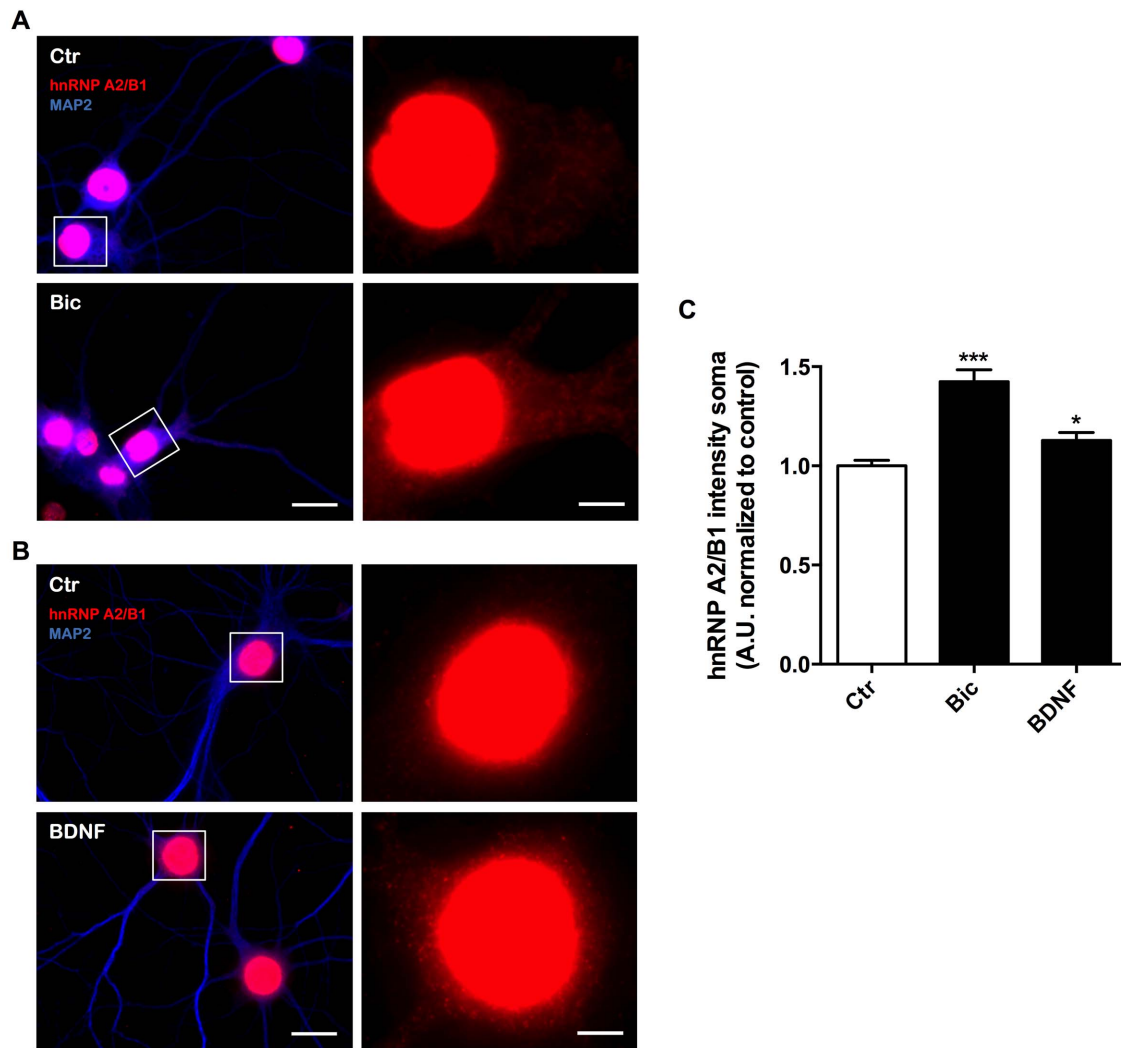 A
Ctr
hnRNP A2/B1
MAP2
Bic
B
Ctr
hnRNP A2/B1
MAP2
BDNF
C
hnRNP A2/B1 intensity soma
(A.U. normalized to control)
1.5
1.0
0.5
0.0
***
*
Ctr
Bic
BDNF